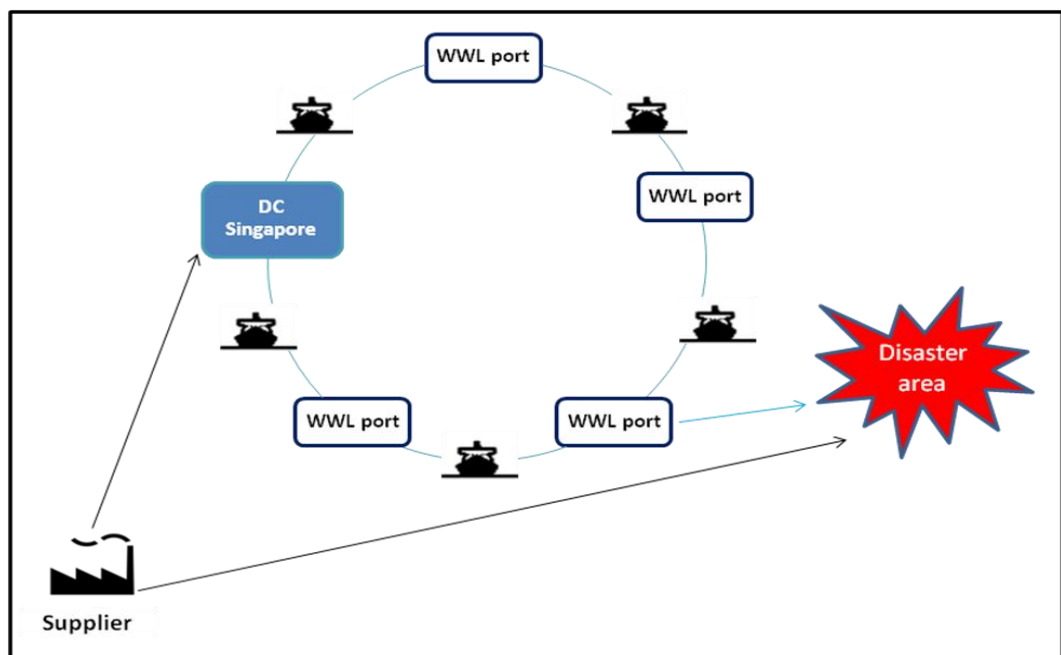 WWL port
DC
Singapore
WWL port
Disaster
area
WWL port
WWL port
Supplier